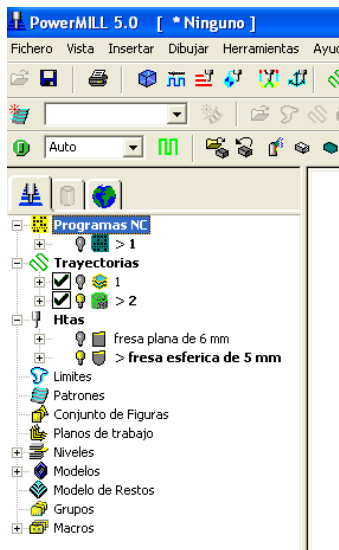 PowerMILL 5.0 [ *Ninguno ]
Fichero Vista Insertar Dibujar Herramientas
Auto
Programas NC
> 1
Trayectorias
1
> 2
Htas
fresa plana de 6 mm
> fresa esferica de 5 mm
Limites
Patrones
Conjunto de Figuras
Planos de trabajo
Niveles
Modelos
Modelo de Restos
Grupos
Macros